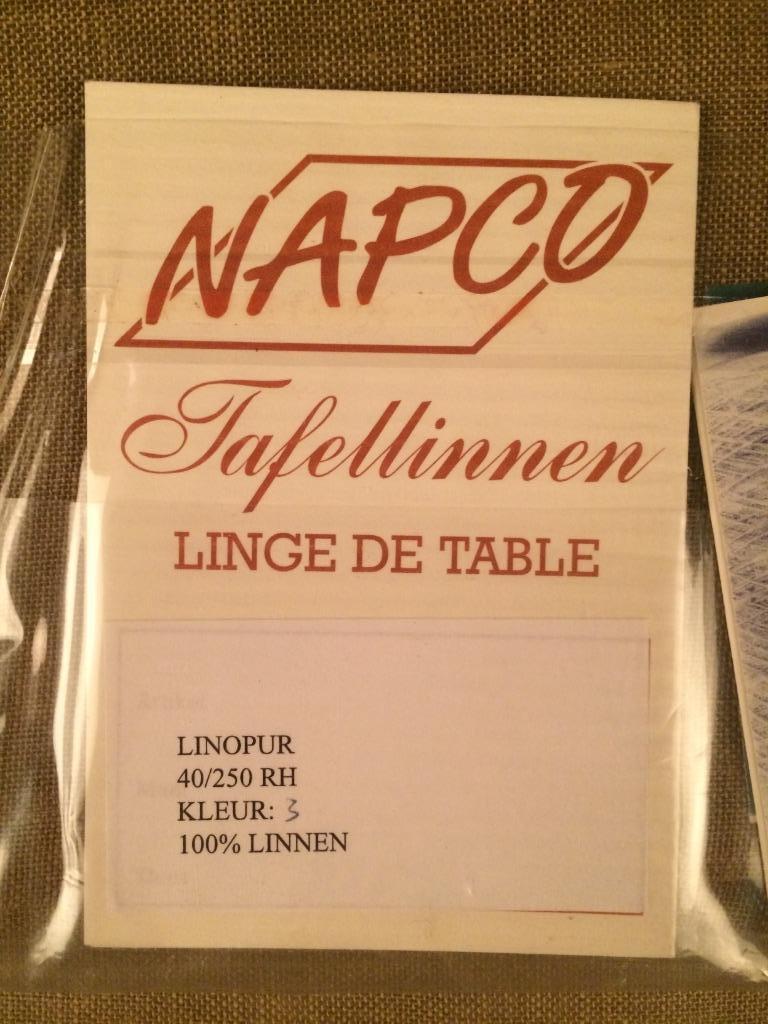 NAPCO
Tafellinnen
LINGE DE TABLE
LINOPUR
40/250 RH
KLEUR: 3
100% LINNEN